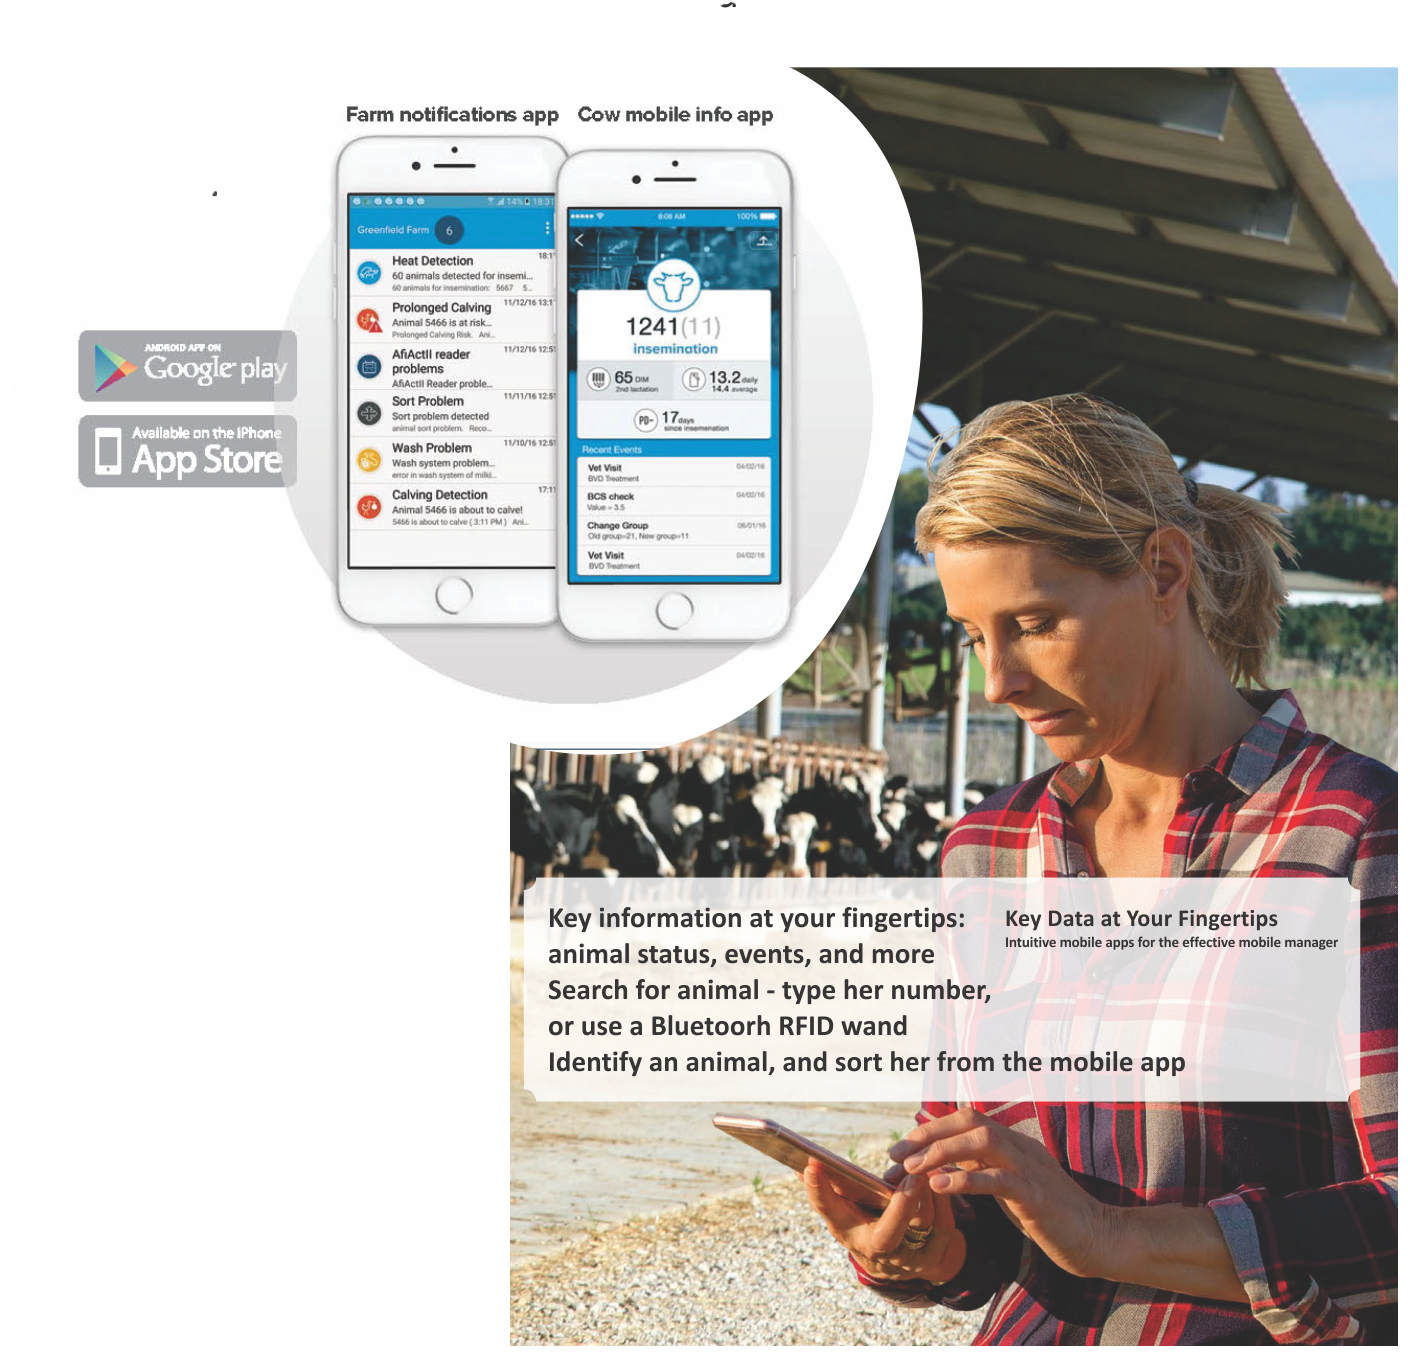 Farm notifications app
Cow mobile info app
14% 18:31
Greenfield Farm 6
Heat Detection
60 animals detected for insemi...
60 animals for insemination: 5667 5...
Prolonged Calving 11/12/16 13:1
Animal 5466 is at risk...
Prolonged Calving Risk. Ani...
AfiActII reader 11/12/16 12:5
problems
AfiActII Reader proble...
Sort Problem 11/11/16 12:5
Sort problem detected
animal sort problem. Reco...
Wash Problem 11/10/16 12:5
Wash system problem...
error in wash system of milki...
Calving Detection 17:1
Animal 5466 is about to calve!
5466 is about to calve ( 3:11 PM ) Ani...
8:08 AM 100%
1241(11)
insemination
65 DIM
2nd lactation
13.2 daily
14.4 average
PD- 17 days
since insemenation
Recent Events
Vet Visit 04/02/16
BVD Treatment
BCS check 04/02/16
Value = 3.5
Change Group 06/01/16
Old group=21, New group=11
Vet Visit 04/02/16
BVD Treatment
ANDROID APP ON
Google play
Available on the iPhone
App Store
Key information at your fingertips:
animal status, events, and more
Search for animal - type her number,
or use a Bluetoorh RFID wand
Identify an animal, and sort her from the mobile app
Key Data at Your Fingertips
Intuitive mobile apps for the effective mobile manager